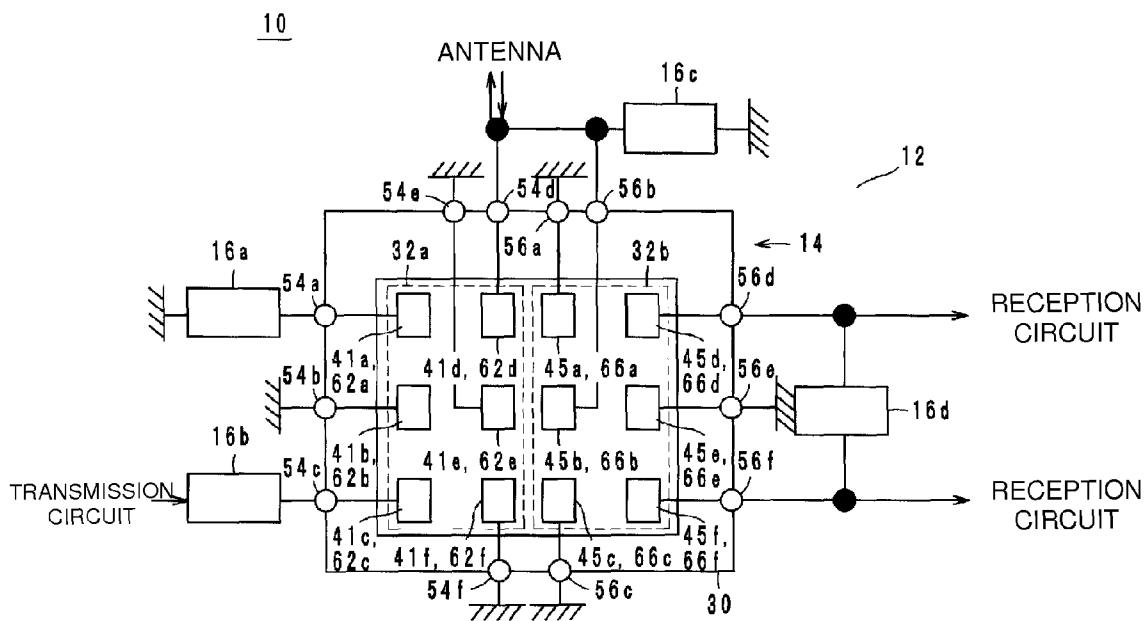 10
ANTENNA
16c
12
54e
54d
56b
56a
14
16a
32a
32b
54a
56d
RECEPTION
CIRCUIT
41a,
62a
41d, 62d
45a, 66a
45d,
66d
54b
56e
16d
16b
41b,
62b
41e, 62e
45b, 66b
45e,
66e
54c
56f
TRANSMISSION
CIRCUIT
RECEPTION
CIRCUIT
41c,
62c
41f, 62f
45c, 66c
45f,
66f
54f
56c
30